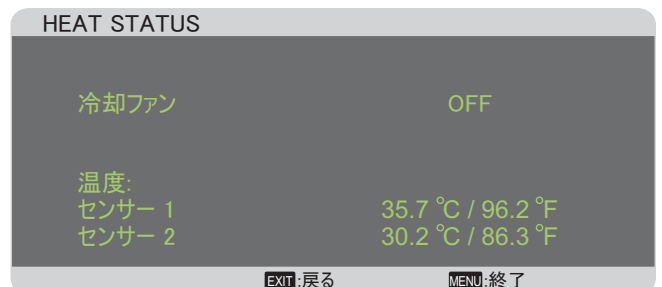 HEAT STATUS
冷却ファン OFF
温度:
センサー 1 35.7 ℃ / 96.2 ℉
センサー 2 30.2 ℃ / 86.3 ℉
EXIT:戻る MENU:終了